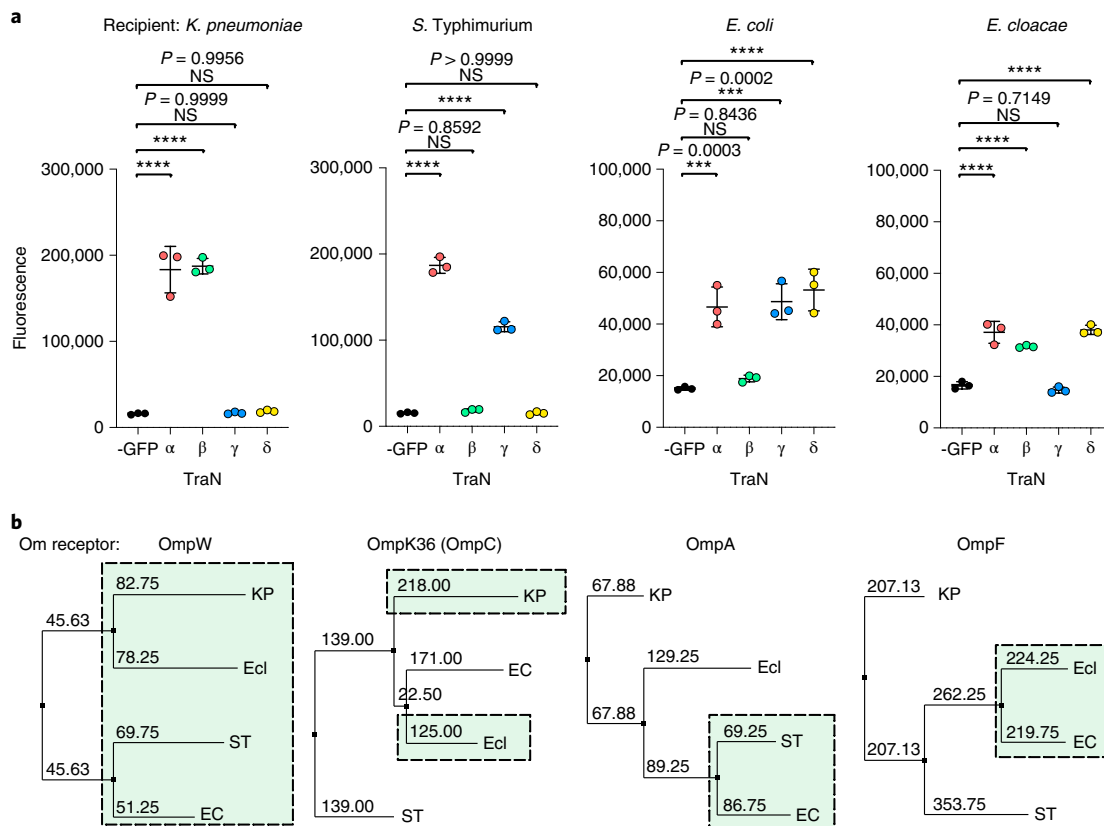 a
Recipient: K. pneumoniae
S. Typhimurium
E. coli
E. cloacae
P = 0.9956
NS
P = 0.9999
NS
****
****
P > 0.9999
NS
****
P = 0.8592
NS
****
****
P = 0.0002
***
P = 0.8436
NS
P = 0.0003
***
****
P = 0.7149
NS
****
****
Fluorescence
300,000
200,000
100,000
0
-GFP α β γ δ
TraN
300,000
200,000
100,000
0
-GFP α β γ δ
TraN
100,000
80,000
60,000
40,000
20,000
0
-GFP α β γ δ
TraN
100,000
80,000
60,000
40,000
20,000
0
-GFP α β γ δ
TraN
b
Om receptor:
OmpW
45.63
82.75
KP
78.25
Ecl
45.63
69.75
ST
51.25
EC
OmpK36 (OmpC)
139.00
218.00
KP
171.00
EC
22.50
125.00
Ecl
139.00
ST
OmpA
67.88
KP
129.25
Ecl
67.88
69.25
ST
89.25
86.75
EC
OmpF
207.13
KP
224.25
Ecl
262.25
219.75
EC
207.13
353.75
ST